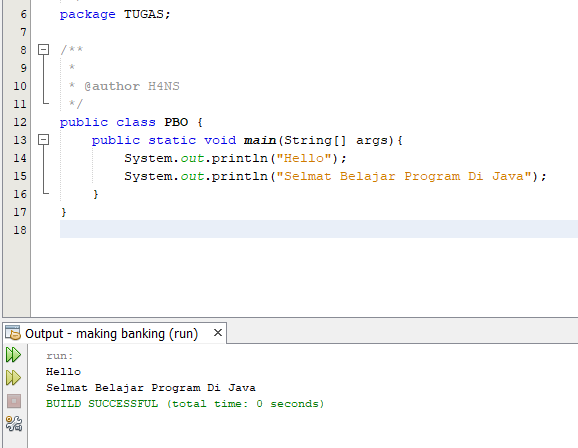 6 package TUGAS;
7
8 /**
9 *
10 * @author H4NS
11 */
12 public class PBO {
13 public static void main(String[] args){
14 System.out.println("Hello");
15 System.out.println("Selmat Belajar Program Di Java");
16 }
17 }
18
Output - making banking (run) ×
run:
Hello
Selmat Belajar Program Di Java
BUILD SUCCESSFUL (total time: 0 seconds)